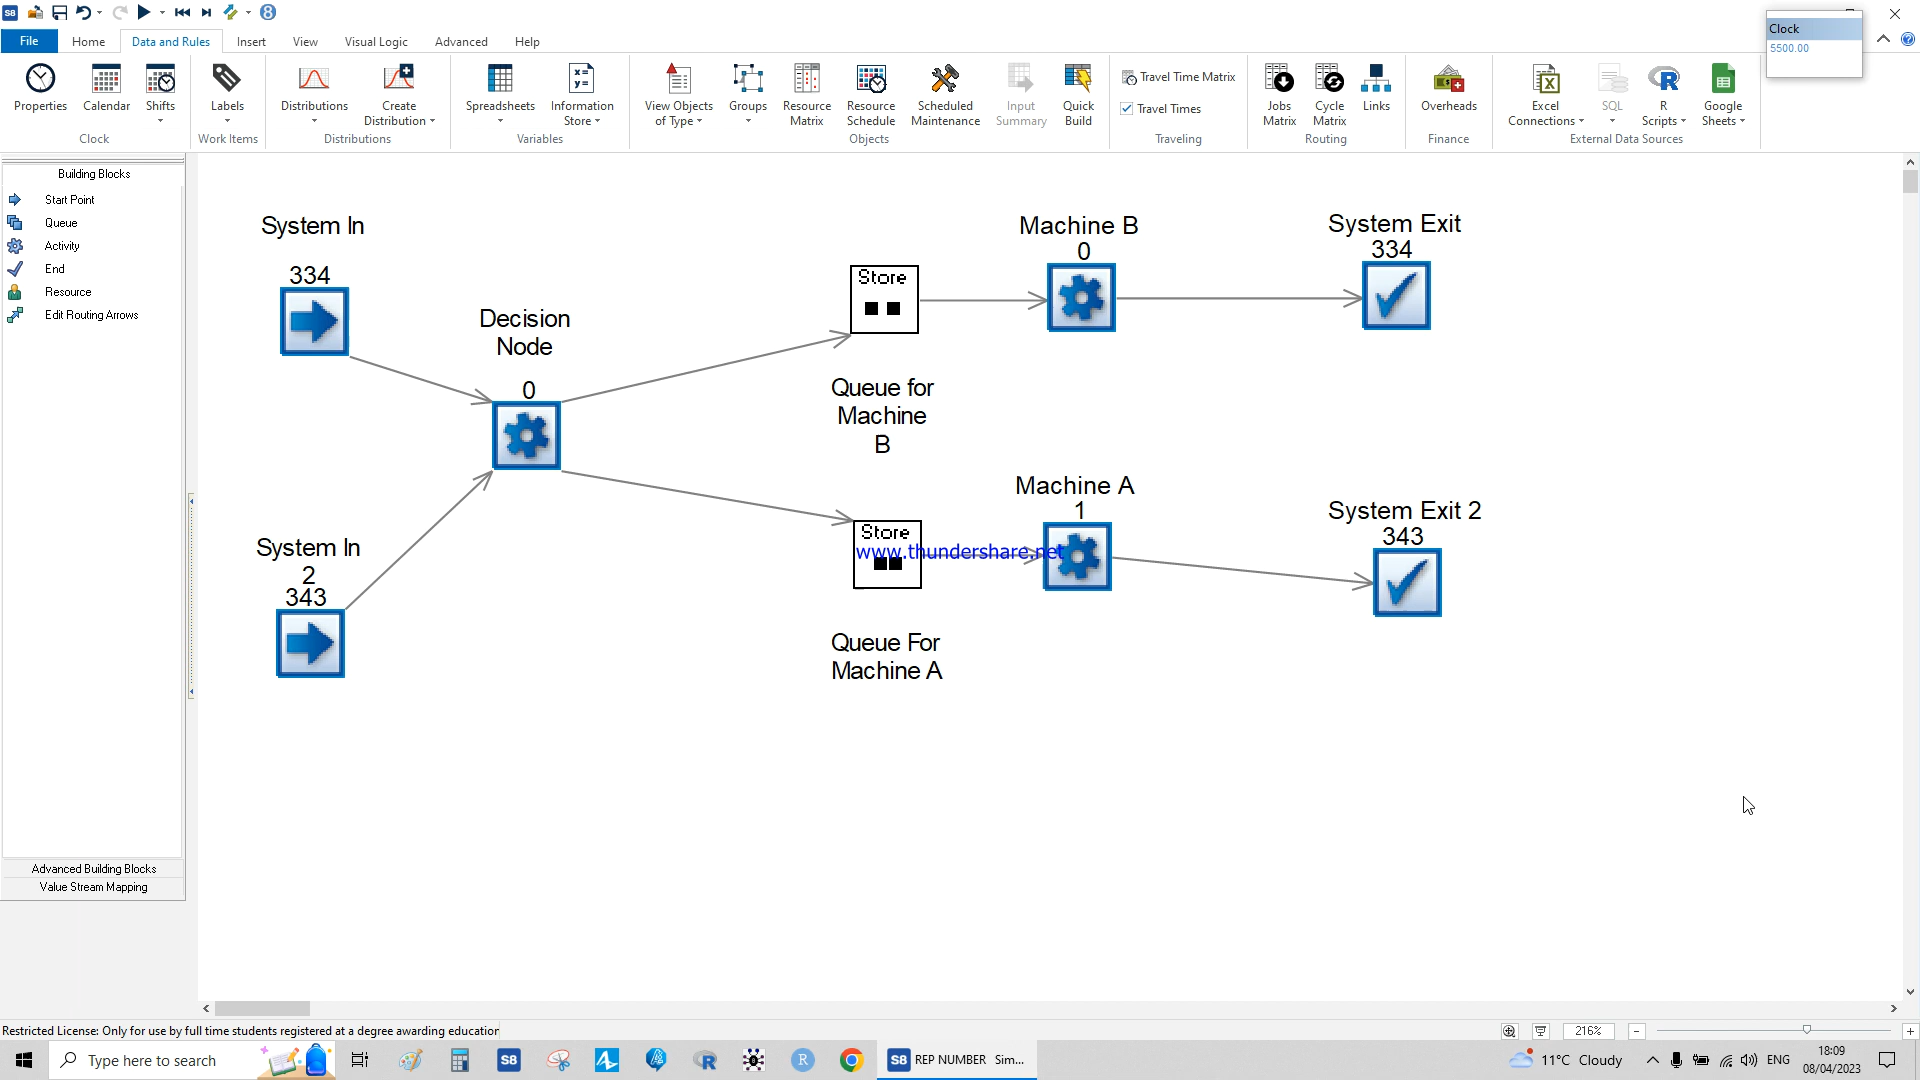 Clock
5500.00
File
Home
Data and Rules
Insert
View
Visual Logic
Advanced
Help
Properties
Calendar
Shifts
Clock
Labels
Work Items
Distributions
Create
Distribution
Distributions
Spreadsheets
Information
Store
Variables
View Objects
of Type
Groups
Resource
Matrix
Resource
Schedule
Scheduled
Maintenance
Input
Summary
Quick
Build
Objects
Travel Time Matrix
Travel Times
Traveling
Jobs
Matrix
Cycle
Matrix
Links
Routing
Overheads
Finance
Excel
Connections
SQL
R
Scripts
Google
Sheets
External Data Sources
Building Blocks
Start Point
Queue
Activity
End
Resource
Edit Routing Arrows
Advanced Building Blocks
Value Stream Mapping
System In
334
Decision
Node
0
System In
2
343
Store
Queue for
Machine
B
Machine B
0
System Exit
334
Store
www.thundershare.net
Queue For
Machine A
Machine A
1
System Exit 2
343
Restricted License: Only for use by full time students registered at a degree awarding education
216%
Type here to search
S8
REP NUMBER Sim...
11°C Cloudy
ENG
18:09
08/04/2023